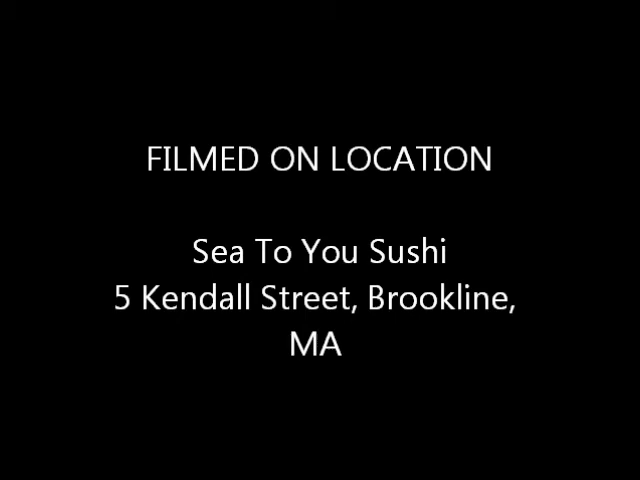 FILMED ON LOCATION
Sea To You Sushi
5 Kendall Street, Brookline,
MA